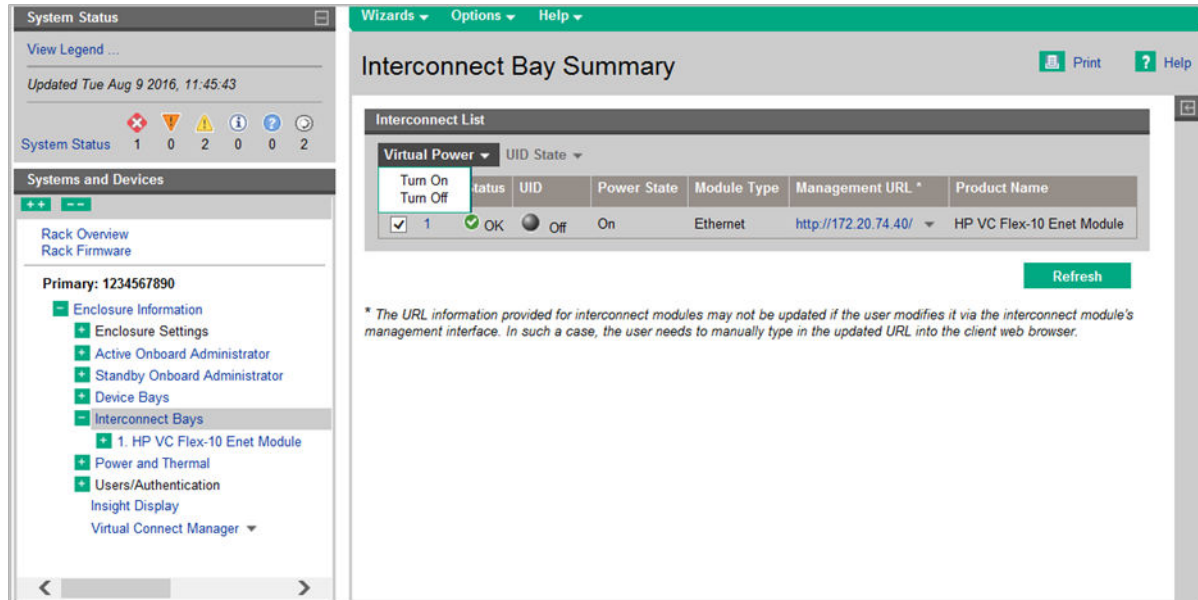 System Status
View Legend ...
Updated Tue Aug 9 2016, 11:45:43
System Status 1 0 2 0 0 2
Systems and Devices
Rack Overview
Rack Firmware
Primary: 1234567890
Enclosure Information
Enclosure Settings
Active Onboard Administrator
Standby Onboard Administrator
Device Bays
Interconnect Bays
1. HP VC Flex-10 Enet Module
Power and Thermal
Users/Authentication
Insight Display
Virtual Connect Manager
Wizards Options Help
Interconnect Bay Summary
Print ? Help
Interconnect List
Virtual Power UID State
Turn On
Turn Off
tatus UID Power State Module Type Management URL * Product Name
1 OK Off On Ethernet http://172.20.74.40/ HP VC Flex-10 Enet Module
Refresh
* The URL information provided for interconnect modules may not be updated if the user modifies it via the interconnect module's
management interface. In such a case, the user needs to manually type in the updated URL into the client web browser.